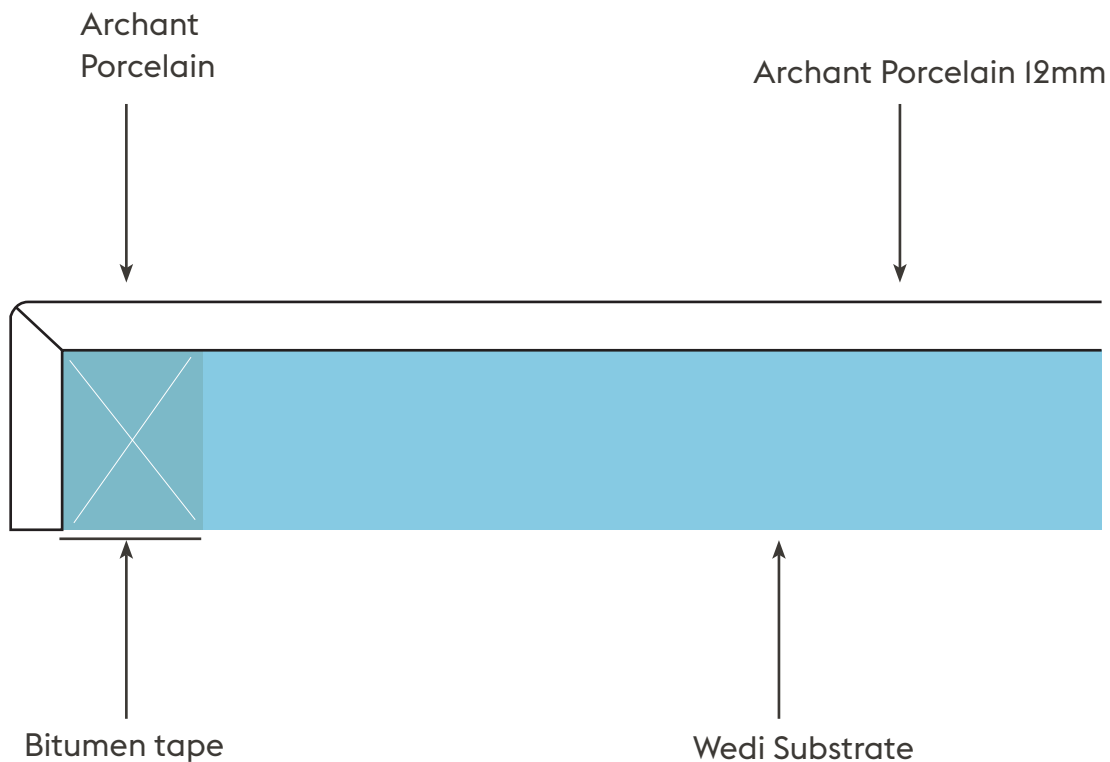 Archant
Porcelain
Archant Porcelain 12mm
Bitumen tape
Wedi Substrate